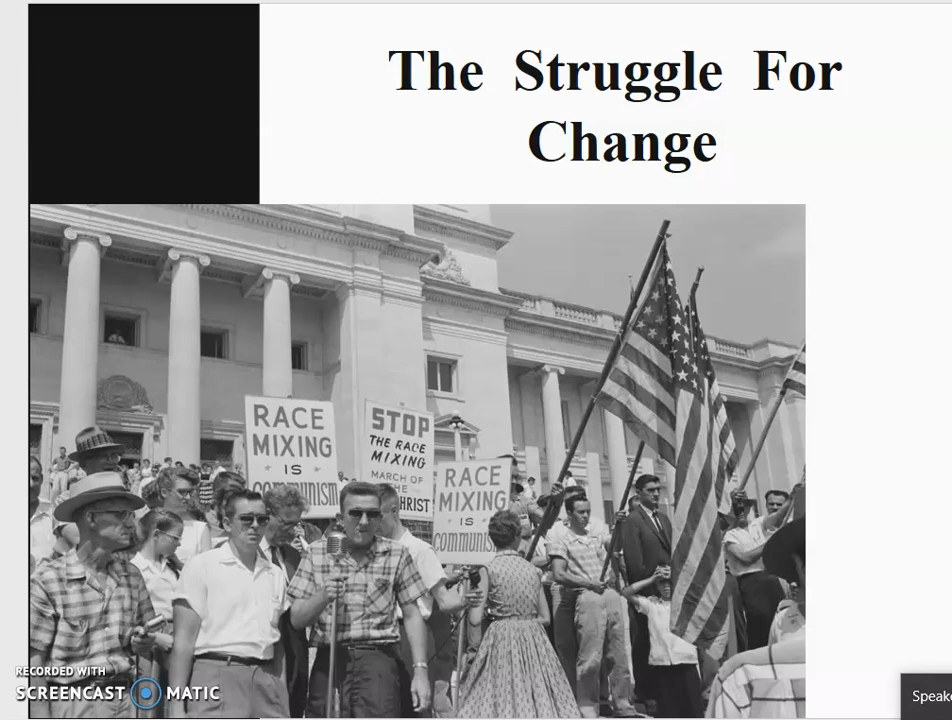 The Struggle For
Change
RACE
MIXING
IS
COMMUNISM
STOP
THE RACE
MIXING
MARCH OF
THE
CHRIST
RACE
MIXING
IS
COMMUNISM
RECORDED WITH
SCREENCAST MATIC
Speake